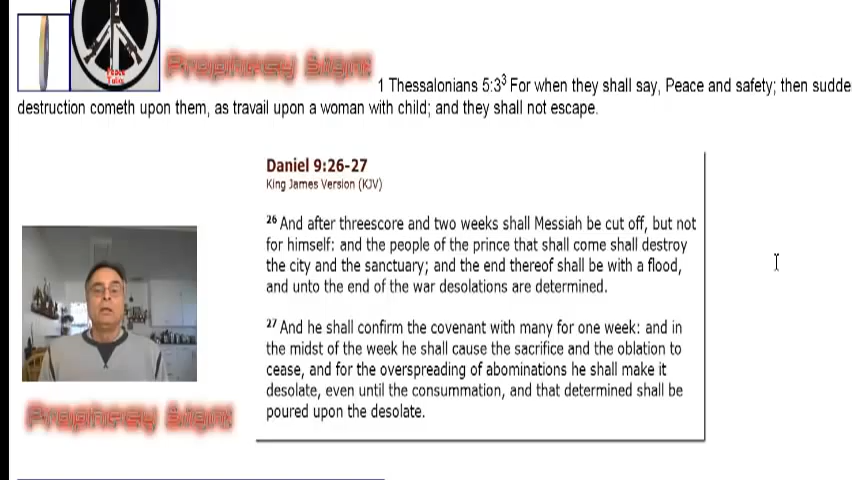 Peace
Talks
Prophecy Sign:
1 Thessalonians 5:3³ For when they shall say, Peace and safety; then sudde
destruction cometh upon them, as travail upon a woman with child; and they shall not escape.
Daniel 9:26-27
King James Version (KJV)
26 And after threescore and two weeks shall Messiah be cut off, but not
for himself: and the people of the prince that shall come shall destroy
the city and the sanctuary; and the end thereof shall be with a flood,
and unto the end of the war desolations are determined.
27 And he shall confirm the covenant with many for one week: and in
the midst of the week he shall cause the sacrifice and the oblation to
cease, and for the overspreading of abominations he shall make it
desolate, even until the consummation, and that determined shall be
poured upon the desolate.
Prophecy Sign: